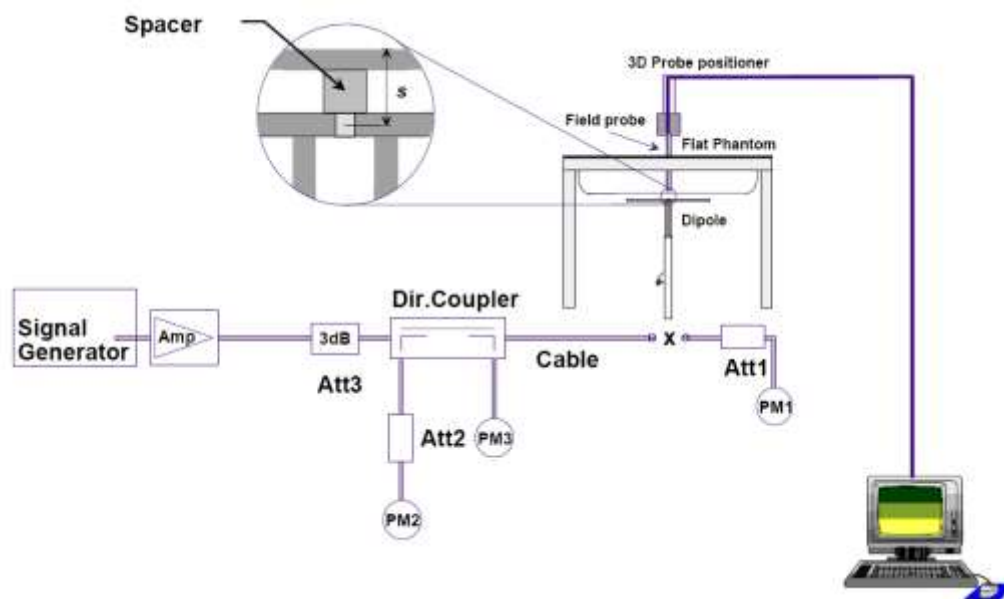 Spacer
s
3D Probe positioner
Field probe
Flat Phantom
Dipole
Signal
Generator
Amp
3dB
Att3
Dir.Coupler
Cable
x
Att1
PM1
Att2
PM3
PM2